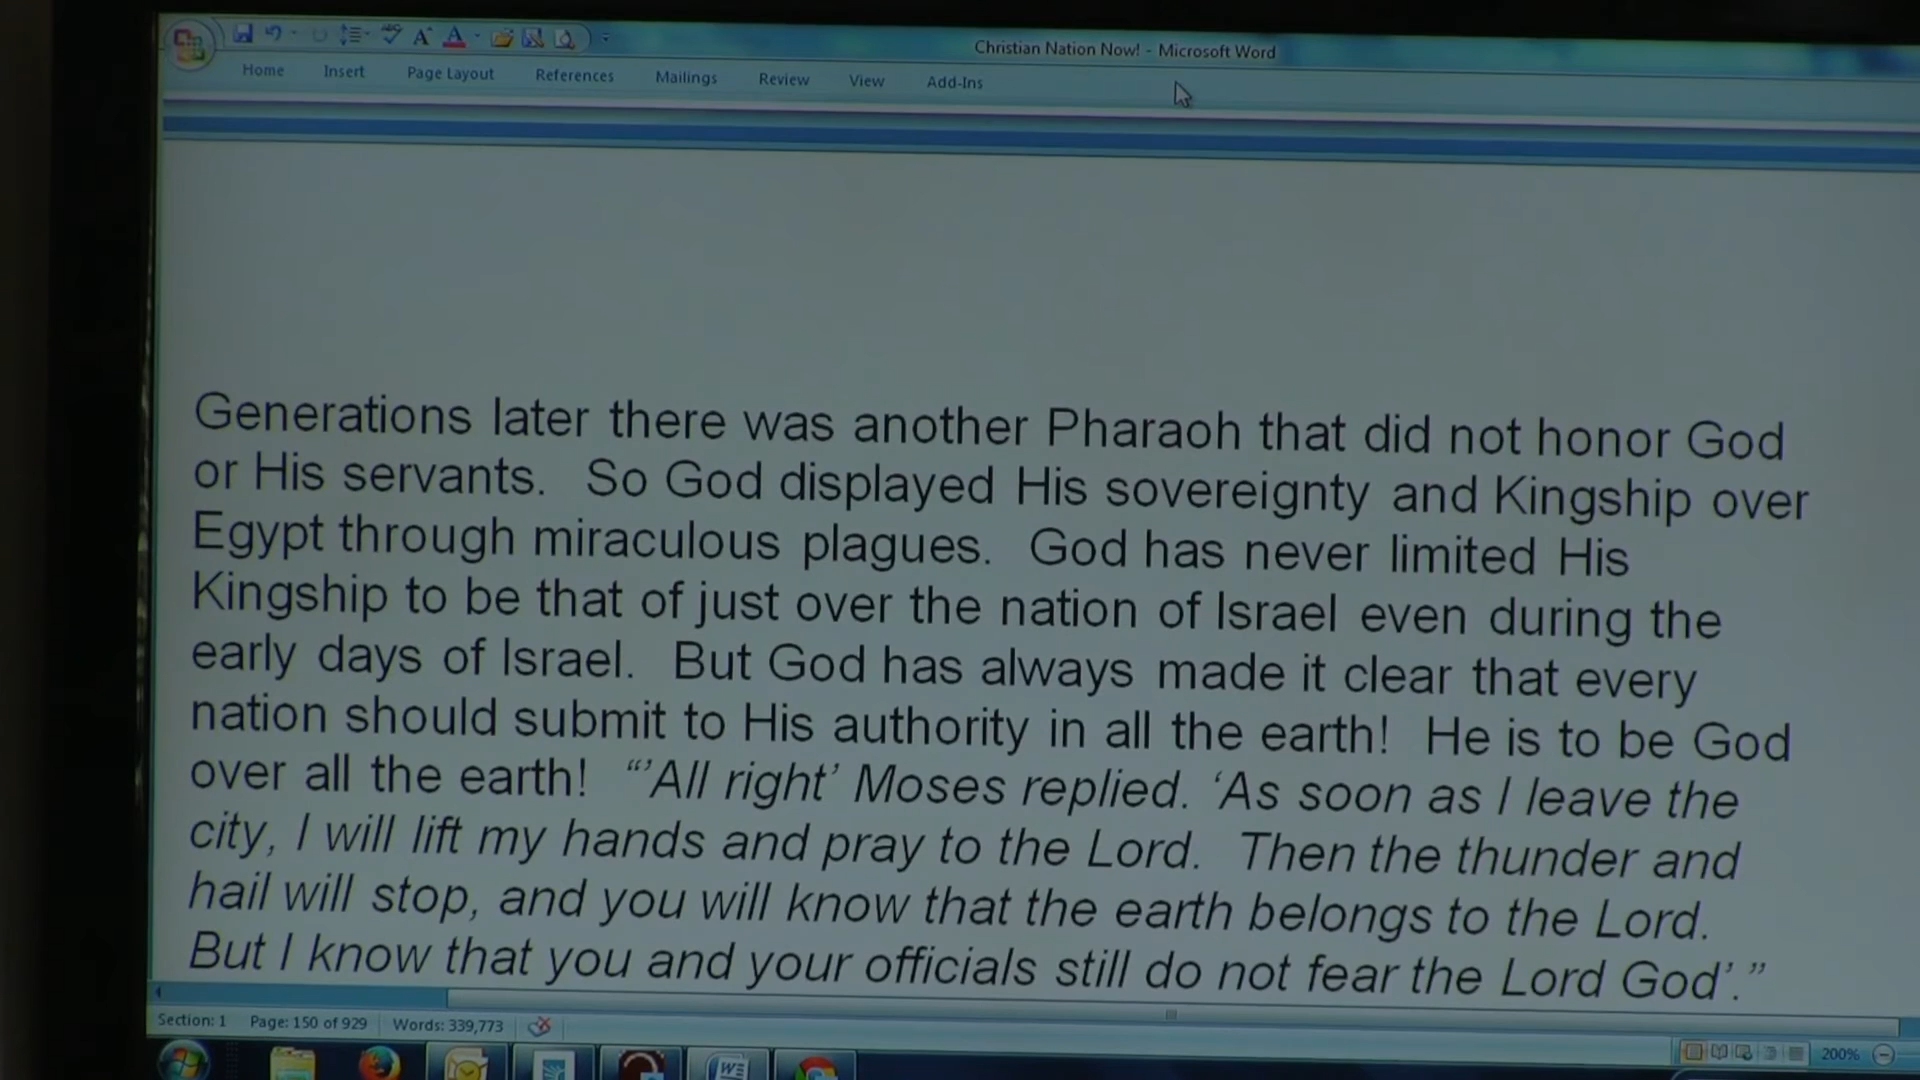 Christian Nation Now! - Microsoft Word
Home Insert Page Layout References Mailings Review View Add-Ins
Generations later there was another Pharaoh that did not honor God
or His servants. So God displayed His sovereignty and Kingship over
Egypt through miraculous plagues. God has never limited His
Kingship to be that of just over the nation of Israel even during the
early days of Israel. But God has always made it clear that every
nation should submit to His authority in all the earth! He is to be God
over all the earth! “’All right’ Moses replied. ‘As soon as I leave the
city, I will lift my hands and pray to the Lord. Then the thunder and
hail will stop, and you will know that the earth belongs to the Lord.
But I know that you and your officials still do not fear the Lord God’.”
Section: 1 Page: 150 of 929 Words: 339,773
200%